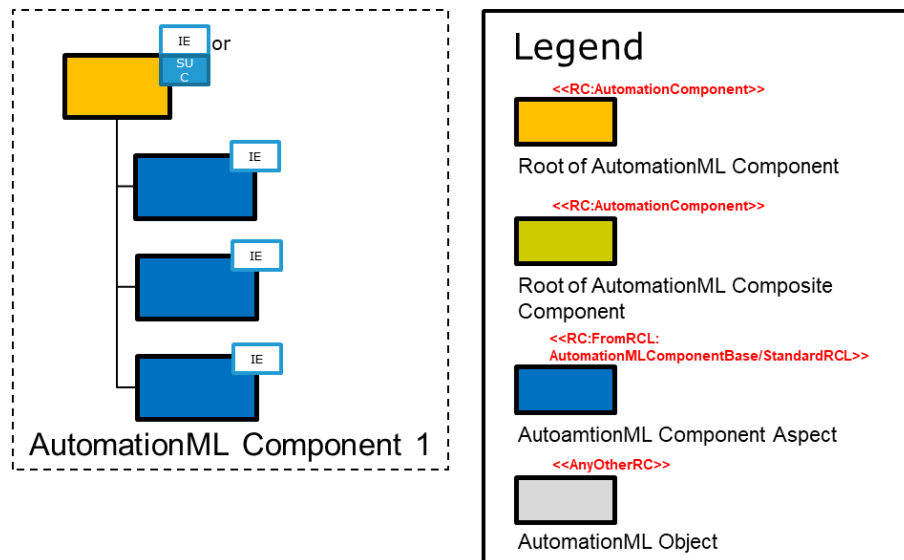 IE
or
SU
C
IE
IE
IE
AutomationML Component 1
Legend
<<RC:AutomationComponent>>
Root of AutomationML Component
<<RC:AutomationComponent>>
Root of AutomationML Composite
Component
<<RC:FromRCL:
AutomationMLComponentBase/StandardRCL>>
AutoamtionML Component Aspect
<<AnyOtherRC>>
AutomationML Object